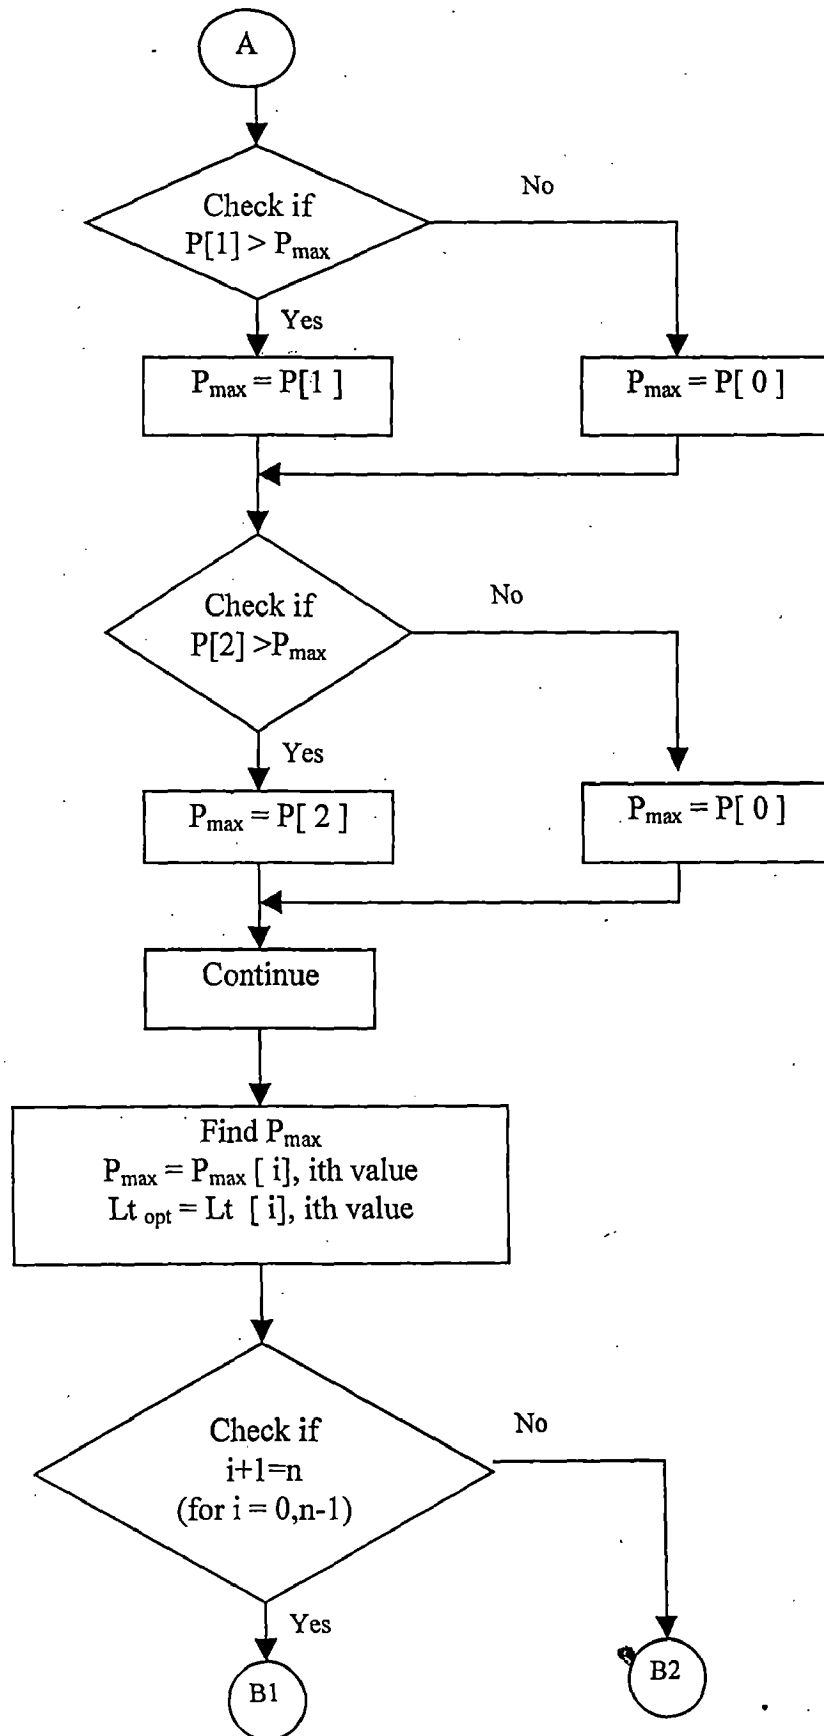 A
Check if
P[1] > Pmax
No
Yes
Pmax = P[1 ]
Pmax = P[ 0 ]
Check if
P[2] >Pmax
No
Yes
Pmax = P[ 2 ]
Pmax = P[ 0 ]
Continue
Find Pmax
Pmax = Pmax [ i], ith value
Lt opt = Lt [ i], ith value
Check if
i+1=n
(for i = 0,n-1)
No
Yes
B1
B2